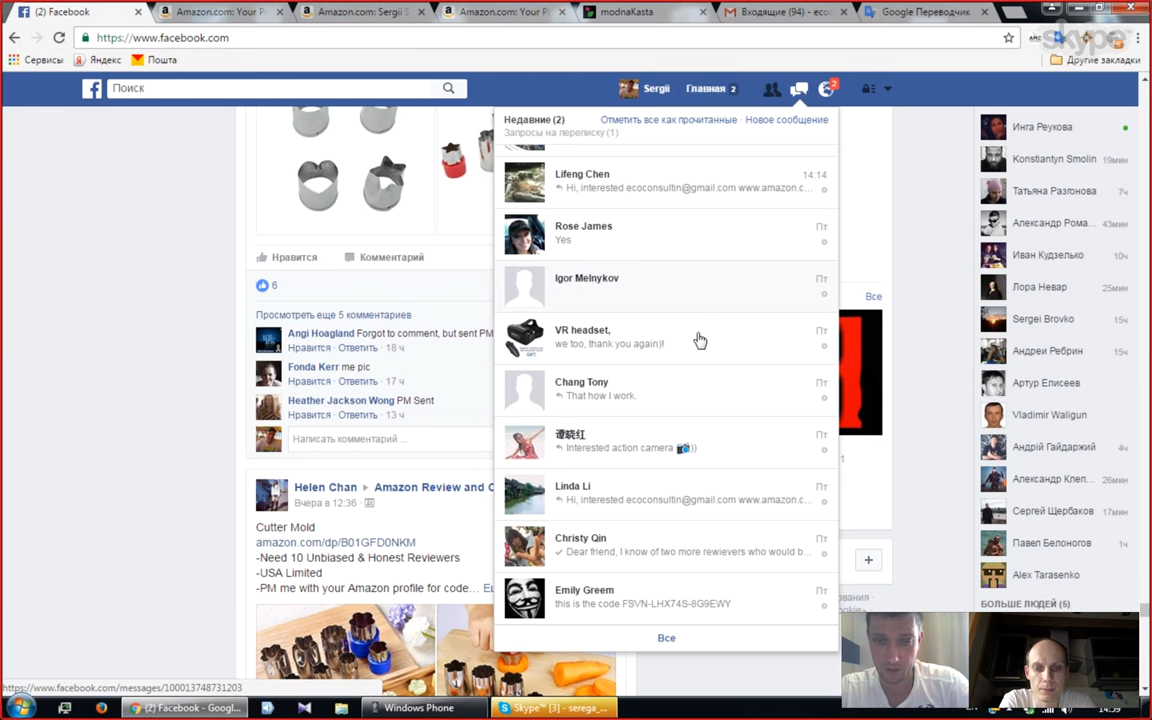 (2) Facebook
Amazon.com: Your P
Amazon.com: Sergii S
Amazon.com: Your P
modnaKasta
Входящие (94) - eco
Google Переводчик
https://www.facebook.com
skype
Сервисы
Яндекс
Почта
Другие закладки
Поиск
Sergii
Главная 2
2
Недавние (2)
Отметить все как прочитанные
Новое сообщение
Запросы на переписку (1)
Lifeng Chen
14:14
Hi, interested ecoconsultin@gmail.com www.amazon.c...
Rose James
Пт
Yes
Igor Melnykov
Пт
VR headset,
Пт
we too, thank you again)!
Chang Tony
Пт
That how I work.
谭晓红
Пт
Interested action camera 📷))
Linda Li
Пт
Hi, interested ecoconsultin@gmail.com www.amazon.c...
Christy Qin
Пт
Dear friend, I know of two more rewievers who would b...
Emily Greem
Пт
this is the code FSVN-LHX74S-8G9EWY
Все
Нравится
Комментарий
6
Просмотреть еще 5 комментариев
Angi Hoagland Forgot to comment, but sent PM
Нравится · Ответить · 18 ч
Fonda Kerr me pic
Нравится · Ответить · 17 ч
Heather Jackson Wong PM Sent
Нравится · Ответить · 13 ч
Написать комментарий ...
Helen Chan ▸ Amazon Review and C
Вчера в 12:36
Cutter Mold
amazon.com/dp/B01GFD0NKM
-Need 10 Unbiased & Honest Reviewers
-USA Limited
-PM me with your Amazon profile for code...
Все
Инга Реукова
Konstiantyn Smolin 19мин
Татьяна Разгонова 7ч
Александр Рома... 43мин
Иван Кудзелько 10ч
Лора Невар 25мин
Sergei Brovko 15ч
Андреи Ребрин 15ч
Артур Елисеев
Vladimir Waligun
Андрій Гайдаржий 4ч
Александр Клеп... 26мин
Сергей Щербаков 17мин
Павел Белоногов 1ч
Alex Tarasenko
БОЛЬШЕ ЛЮДЕЙ (5)
https://www.facebook.com/messages/100013748731203
(2) Facebook - Googl...
Windows Phone
Skype™ [3] - serega_...
14:59